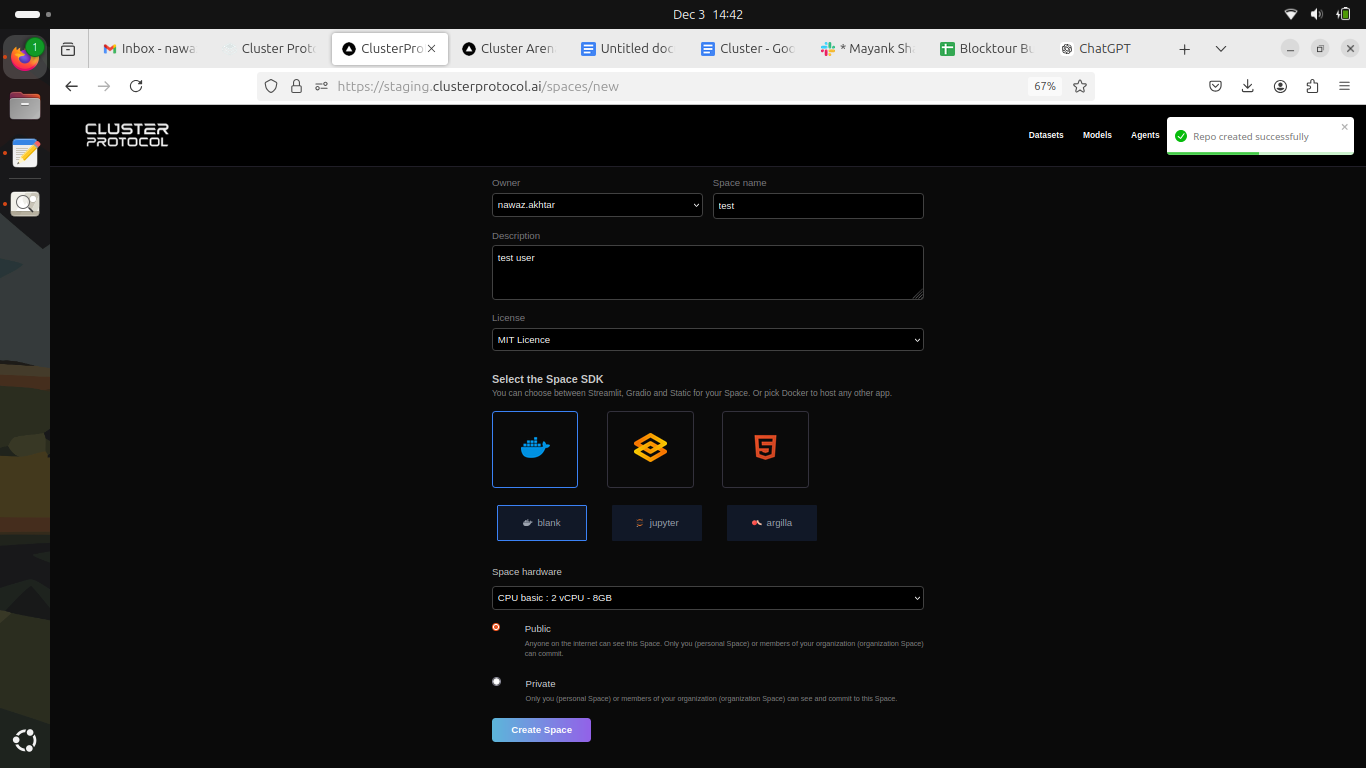 Dec 3 14:42
1
Inbox - nawa
Cluster Proto
ClusterPro
Cluster Aren
Untitled doc
Cluster - Goo
* Mayank Sha
Blocktour Bu
ChatGPT
https://staging.clusterprotocol.ai/spaces/new
67%
CLUSTER
PROTOCOL
Datasets
Models
Agents
Repo created successfully
Owner
Space name
nawaz.akhtar
test
Description
test user
License
MIT Licence
Select the Space SDK
You can choose between Streamlit, Gradio and Static for your Space. Or pick Docker to host any other app.
blank
jupyter
argilla
Space hardware
CPU basic : 2 vCPU - 8GB
Public
Anyone on the internet can see this Space. Only you (personal Space) or members of your organization (organization Space)
can commit.
Private
Only you (personal Space) or members of your organization (organization Space) can see and commit to this Space.
Create Space